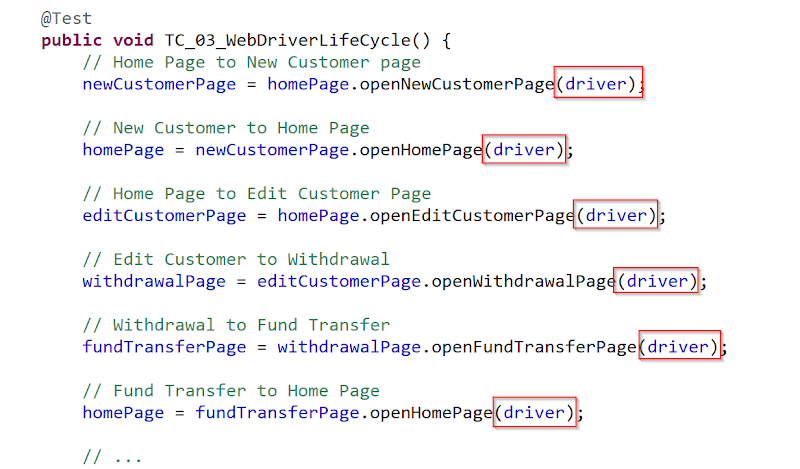 @Test
public void TC_03_WebDriverLifeCycle() {
// Home Page to New Customer page
newCustomerPage = homePage.openNewCustomerPage(driver);
// New Customer to Home Page
homePage = newCustomerPage.openHomePage(driver);
// Home Page to Edit Customer Page
editCustomerPage = homePage.openEditCustomerPage(driver);
// Edit Customer to Withdrawal
withdrawalPage = editCustomerPage.openWithdrawalPage(driver);
// Withdrawal to Fund Transfer
fundTransferPage = withdrawalPage.openFundTransferPage(driver);
// Fund Transfer to Home Page
homePage = fundTransferPage.openHomePage(driver);
// ...